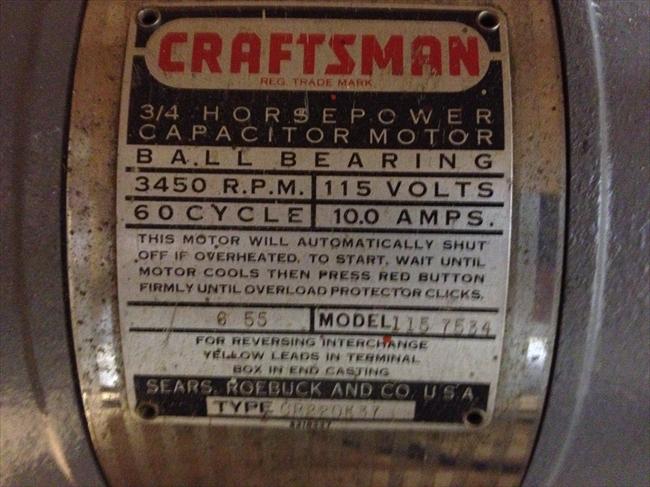 CRAFTSMAN
REG. TRADE MARK
3/4 HORSEPOWER
CAPACITOR MOTOR
BALL BEARING
3450 R.P.M. 115 VOLTS
60 CYCLE 10.0 AMPS.
THIS MOTOR WILL AUTOMATICALLY SHUT
OFF IF OVERHEATED. TO START, WAIT UNTIL
MOTOR COOLS THEN PRESS RED BUTTON
FIRMLY UNTIL OVERLOAD PROTECTOR CLICKS.
6 55 MODEL 115 7534
FOR REVERSING INTERCHANGE
YELLOW LEADS IN TERMINAL
BOX IN END CASTING
SEARS, ROEBUCK AND CO. U.S.A.
TYPE